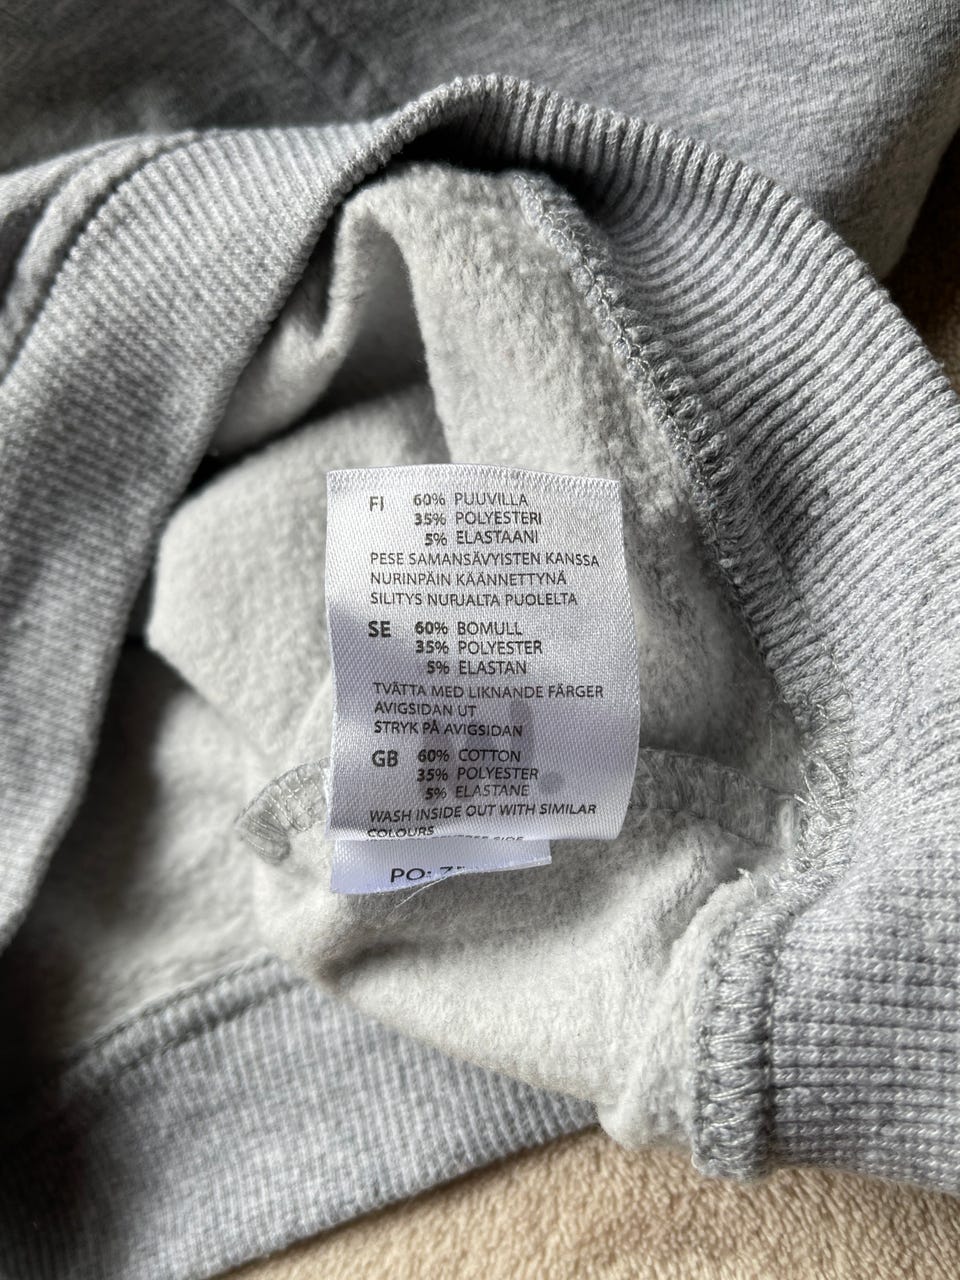 FI 60% PUUVILLA
35% POLYESTERI
5% ELASTAANI
PESE SAMANSÄVYISTEN KANSSA
NURINPÄIN KÄÄNNETTYNÄ
SILITYS NURJALTA PUOLELTA
SE 60% BOMULL
35% POLYESTER
5% ELASTAN
TVÄTTA MED LIKNANDE FÄRGER
AVIGSIDAN UT
STRYK PÅ AVIGSIDAN
GB 60% COTTON
35% POLYESTER
5% ELASTANE
WASH INSIDE OUT WITH SIMILAR
COLOURS SIDE
PO: